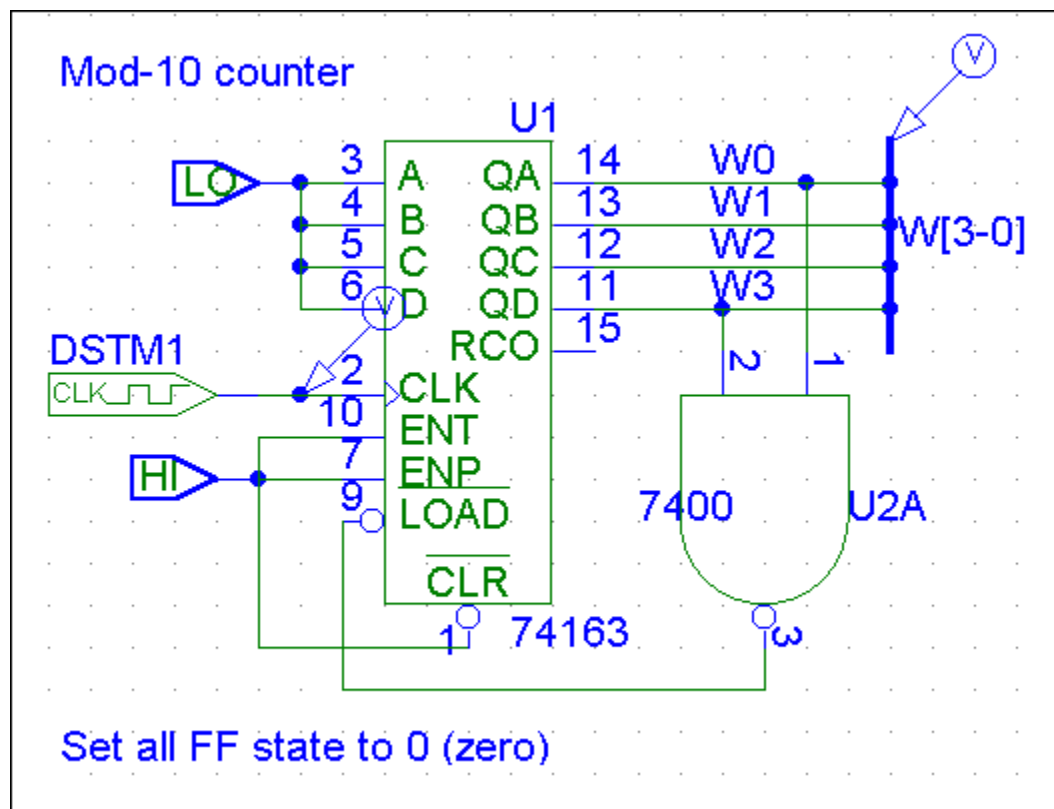 Mod-10 counter
V
U1
LO
3 A QA 14 W0
4 B QB 13 W1
5 C QC 12 W2
6 D QD 11 W3
W[3-0]
V
RCO 15
DSTM1
CLK
2 CLK
10 ENT
HI
7 ENP
9 LOAD
CLR
1
74163
2 1
7400 U2A
3
Set all FF state to 0 (zero)